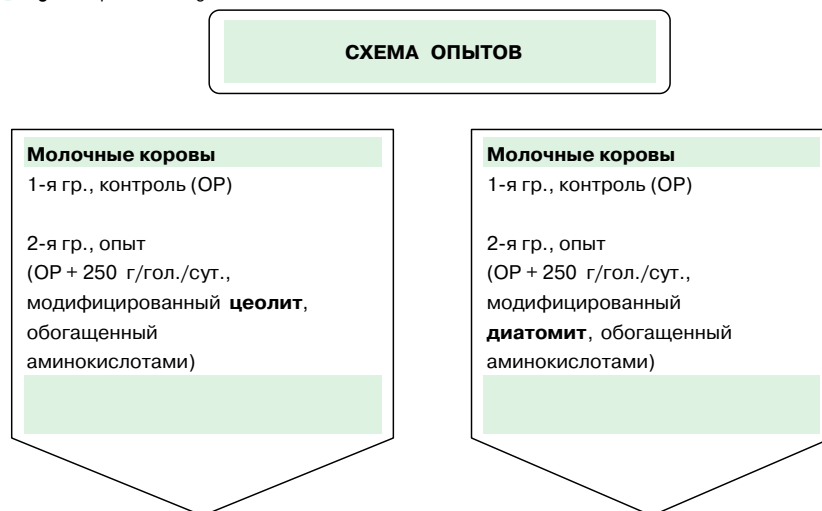 СХЕМА ОПЫТОВ
Молочные коровы
1-я гр., контроль (ОР)
2-я гр., опыт
(ОР + 250 г/гол./сут.,
модифицированный цеолит,
обогащенный
аминокислотами)
Молочные коровы
1-я гр., контроль (ОР)
2-я гр., опыт
(ОР + 250 г/гол./сут.,
модифицированный
диатомит, обогащенный
аминокислотами)